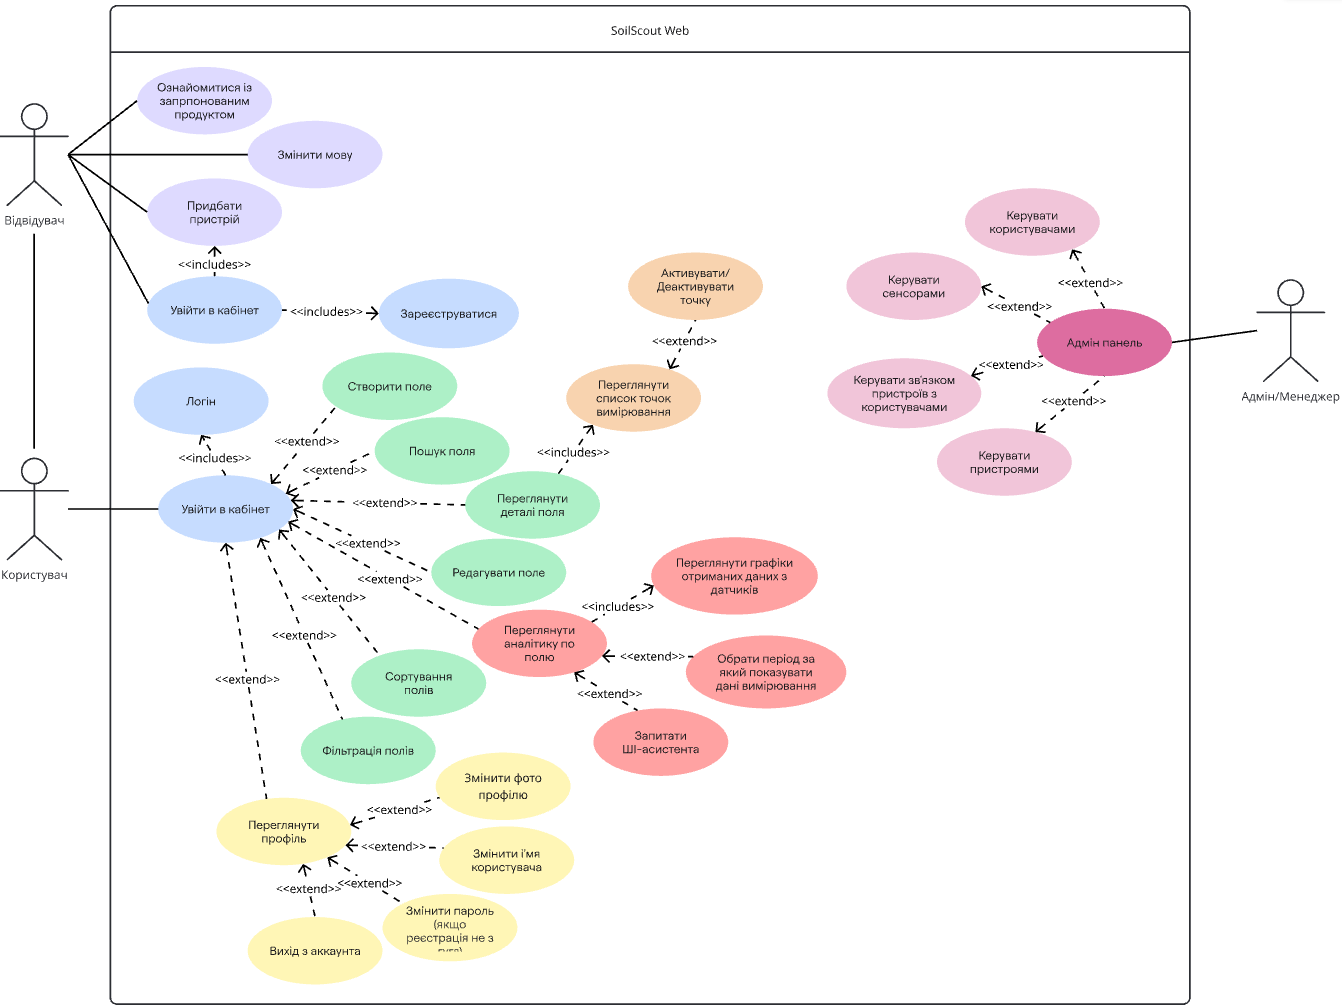 SoilScout Web
Ознайомитися із
запрпонованим
продуктом
Змінити мову
Придбати
пристрій
Відвідувач
<<includes>>
Увійти в кабінет
<<includes>>
Зареєструватися
Активувати/
Деактивувати
точку
<<extend>>
Переглянути
список точок
вимірювання
Керувати
користувачами
<<extend>>
Керувати
сенсорами
<<extend>>
Адмін панель
<<extend>>
Керувати зв'язком
пристроїв з
користувачами
<<extend>>
Керувати
пристроями
Адмін/Менеджер
Логін
<<includes>>
Створити поле
<<extend>>
Пошук поля
<<extend>>
<<includes>>
Увійти в кабінет
<<extend>>
Переглянути
деталі поля
Користувач
<<extend>>
Редагувати поле
<<extend>>
<<extend>>
<<extend>>
<<extend>>
Переглянути графіки
отриманих даних з
датчиків
<<includes>>
Переглянути
аналітику по
полю
<<extend>>
Обрати період за
який показувати
дані вимірювання
<<extend>>
Запитати
ШІ-асистента
Сортування
полів
Фільтрація полів
Переглянути
профіль
<<extend>>
Змінити фото
профілю
<<extend>>
Змінити і'мя
користувача
<<extend>>
<<extend>>
Змінити пароль
(якщо
реєстрація не з
Вихід з аккаунта